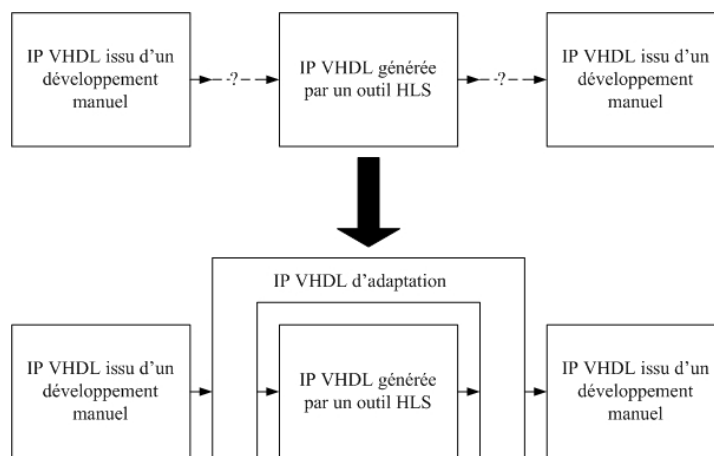 IP VHDL issu d'un
développement
manuel
-?
IP VHDL générée
par un outil HLS
-?
IP VHDL issu d'un
développement
manuel
IP VHDL d'adaptation
IP VHDL issu d'un
développement
manuel
IP VHDL générée
par un outil HLS
IP VHDL issu d'un
développement
manuel